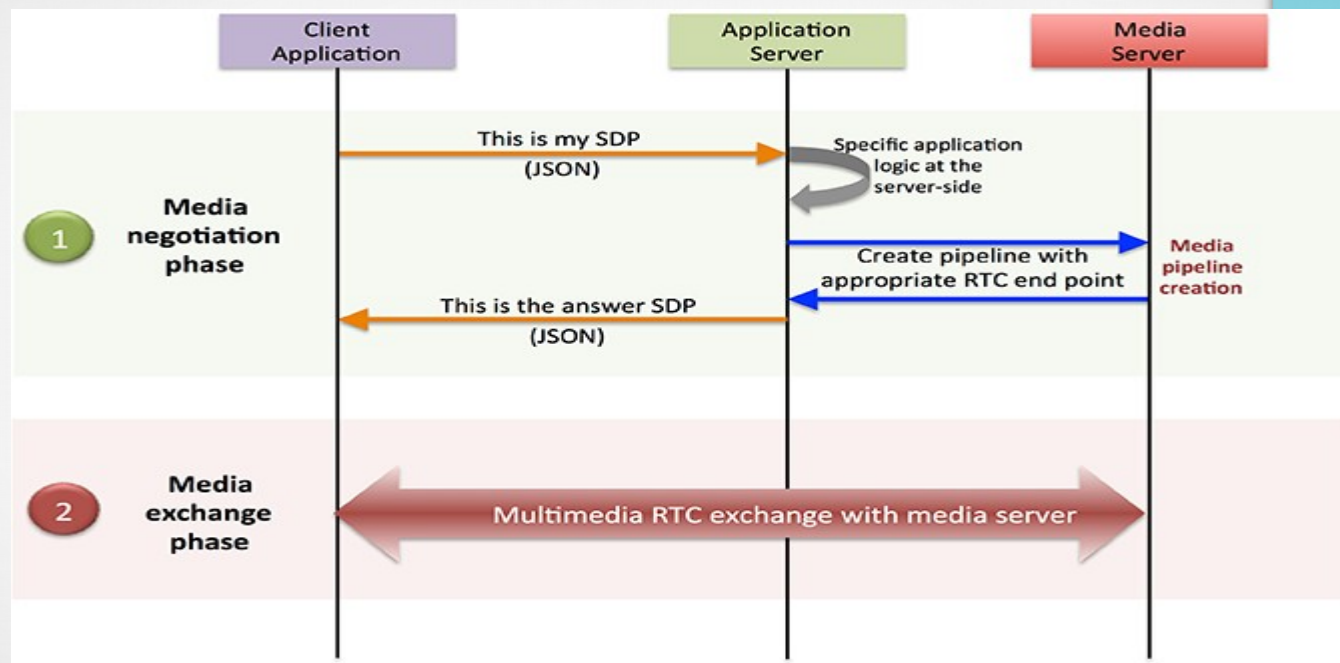 Client
Application
Application
Server
Media
Server
This is my SDP
(JSON)
Specific application
logic at the
server-side
1
Media
negotiation
phase
Create pipeline with
appropriate RTC end point
Media
pipeline
creation
This is the answer SDP
(JSON)
2
Media
exchange
phase
Multimedia RTC exchange with media server